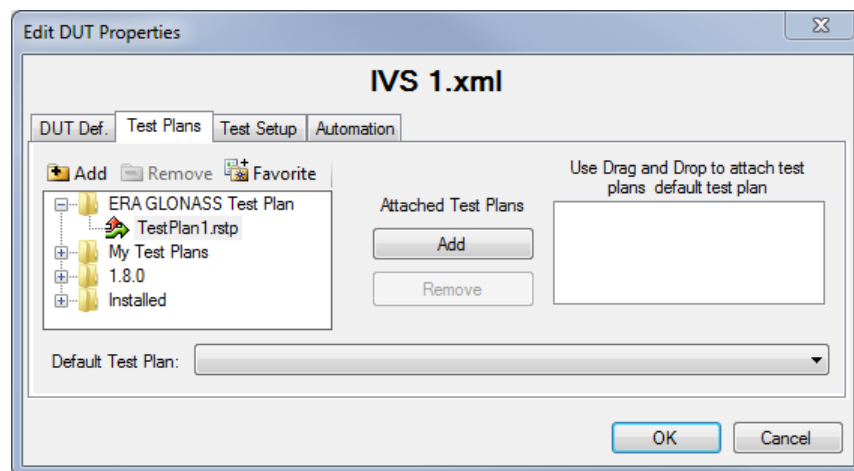 Edit DUT Properties
IVS 1.xml
DUT Def. Test Plans Test Setup Automation
Add Remove Favorite
ERA GLONASS Test Plan
TestPlan1.rstp
My Test Plans
1.8.0
Installed
Attached Test Plans
Add
Remove
Use Drag and Drop to attach test
plans default test plan
Default Test Plan:
OK Cancel